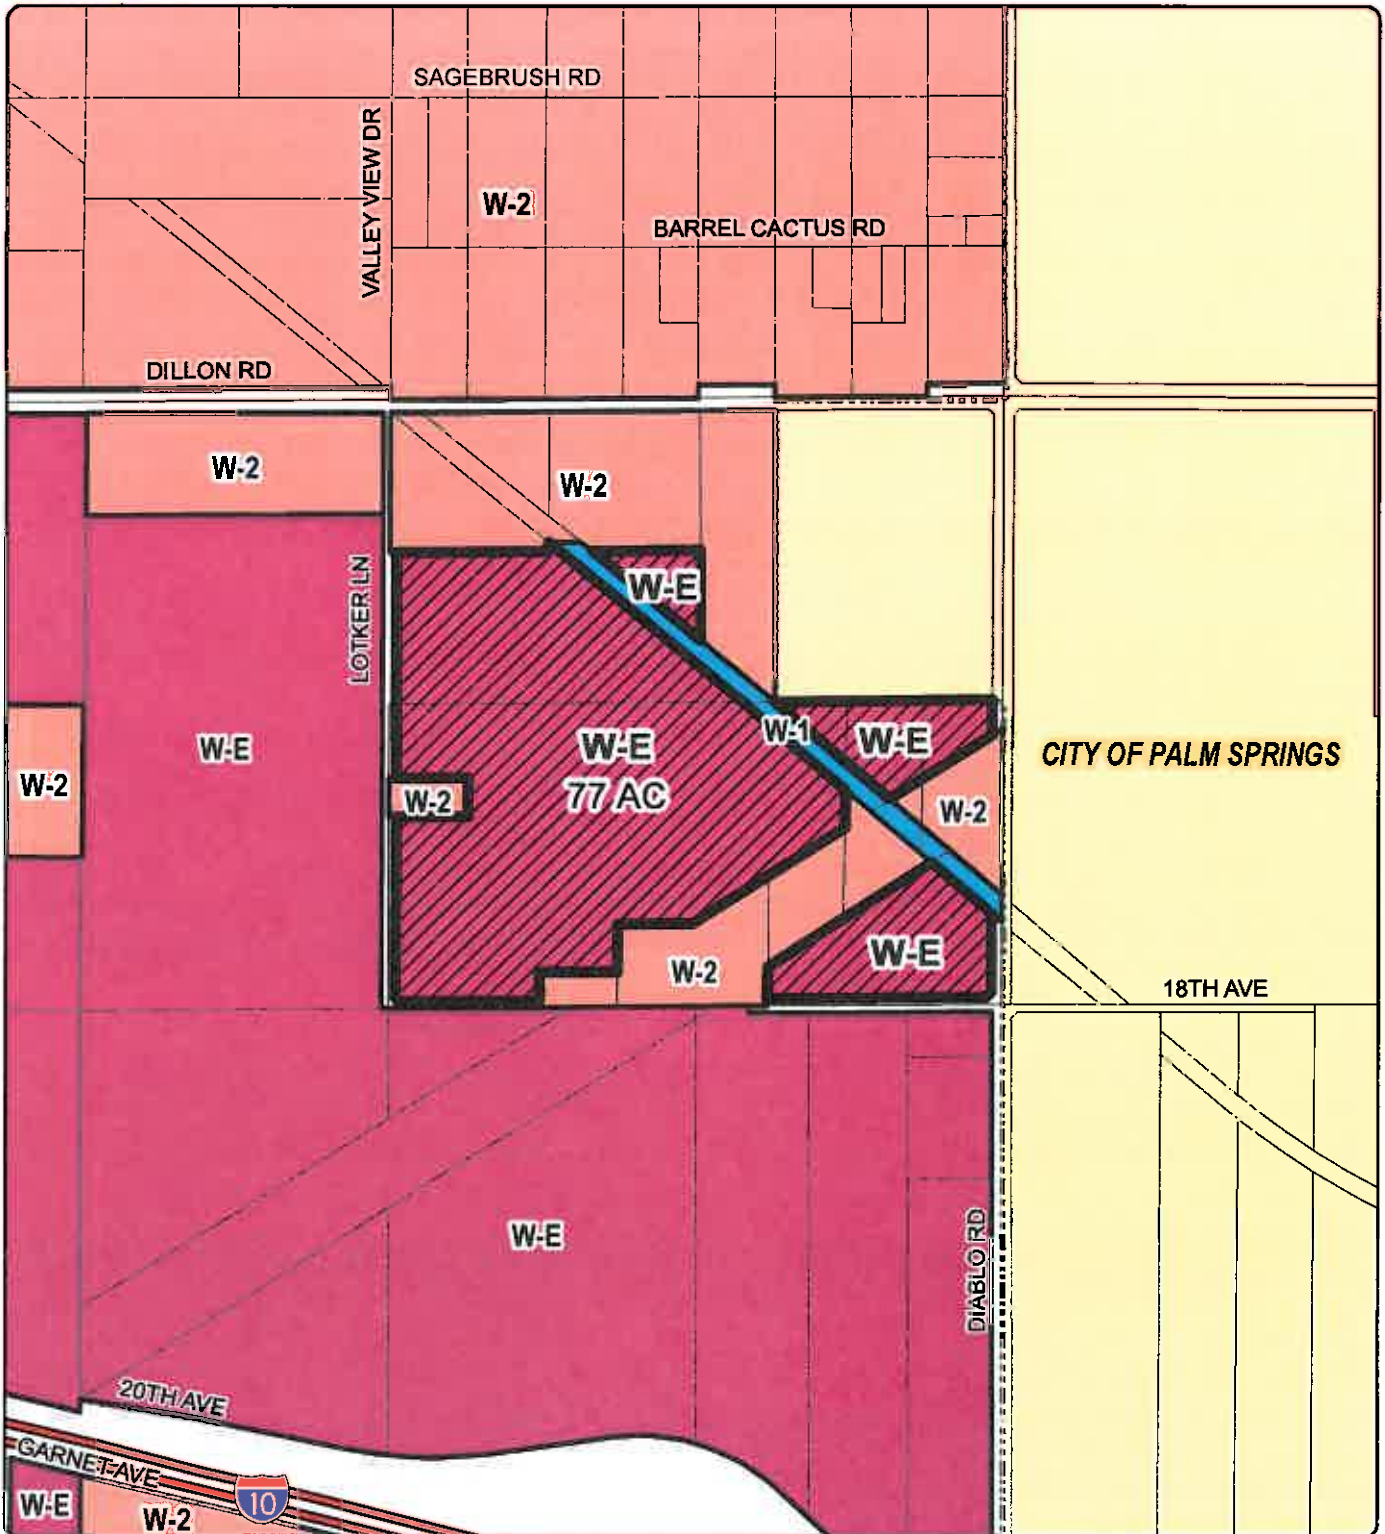 SAGEBRUSH RD
VALLEY VIEW DR
W-2
BARREL CACTUS RD
DILLON RD
W-2
W-2
LOTKER LN
W-E
W-E
W-1
W-E
W-E
77 AC
CITY OF PALM SPRINGS
W-2
W-2
W-2
W-E
W-2
18TH AVE
W-E
DIABLO RD
20TH AVE
GARNET AVE
10
W-E
W-2